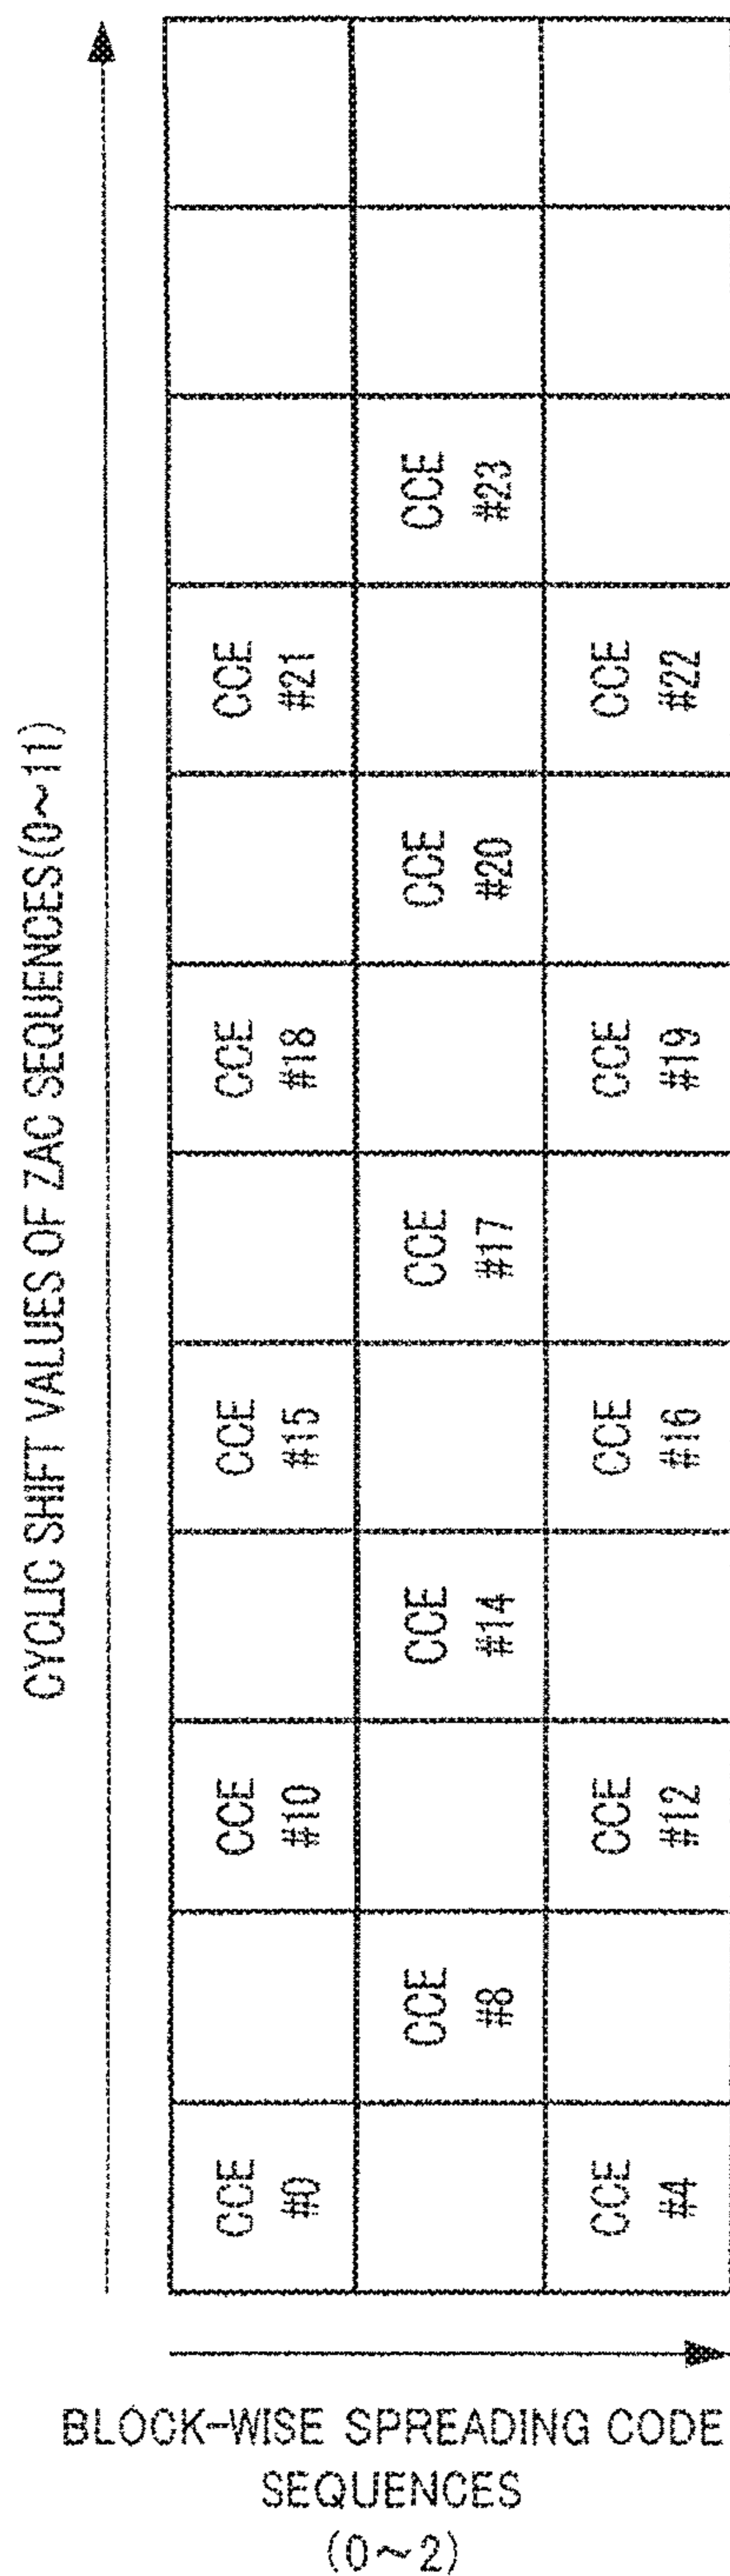 CYCLIC SHIFT VALUES OF ZAC SEQUENCES(0~11)
CCE
#23
CCE
#21
CCE
#22
CCE
#20
CCE
#18
CCE
#19
CCE
#17
CCE
#15
CCE
#16
CCE
#14
CCE
#10
CCE
#12
CCE
#8
CCE
#0
CCE
#4
BLOCK-WISE SPREADING CODE
SEQUENCES
(0~2)